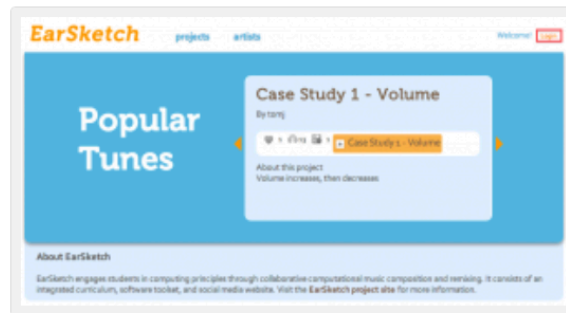 EarSketch projects artists Welcome! Login
Popular
Tunes
Case Study 1 - Volume
By tomj
Case Study 1 - Volume
About this project
Volume increases, then decreases
About EarSketch
EarSketch engages students in computing principles through collaborative computational music composition and remixing. It consists of an
integrated curriculum, software toolset, and social media website. Visit the EarSketch project site for more information.